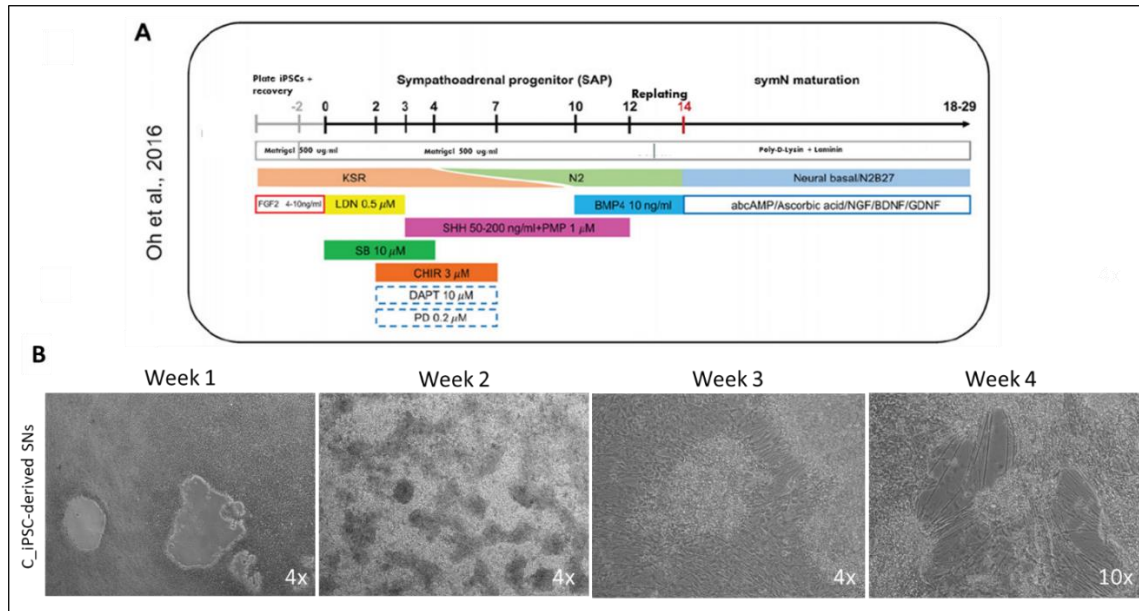 A
Oh et al., 2016
Plate iPSCs + recovery
Sympathoadrenal progenitor (SAP)
Replating
symN maturation
-2 0 2 3 4 7 10 12 14 18-29
Matrigel 500 ug/ml
Matrigel 500 ug/ml
Poly-D-Lysin + Laminin
KSR
N2
Neural basal/N2B27
FGF2 4-10ng/ml
LDN 0.5 μM
BMP4 10 ng/ml
abcAMP/Ascorbic acid/NGF/BDNF/GDNF
SHH 50-200 ng/ml+PMP 1 μM
SB 10 μM
CHIR 3 μM
DAPT 10 μM
PD 0.2 μM
4x
B
Week 1
Week 2
Week 3
Week 4
C_iPSC-derived SNs
4x
4x
4x
10x